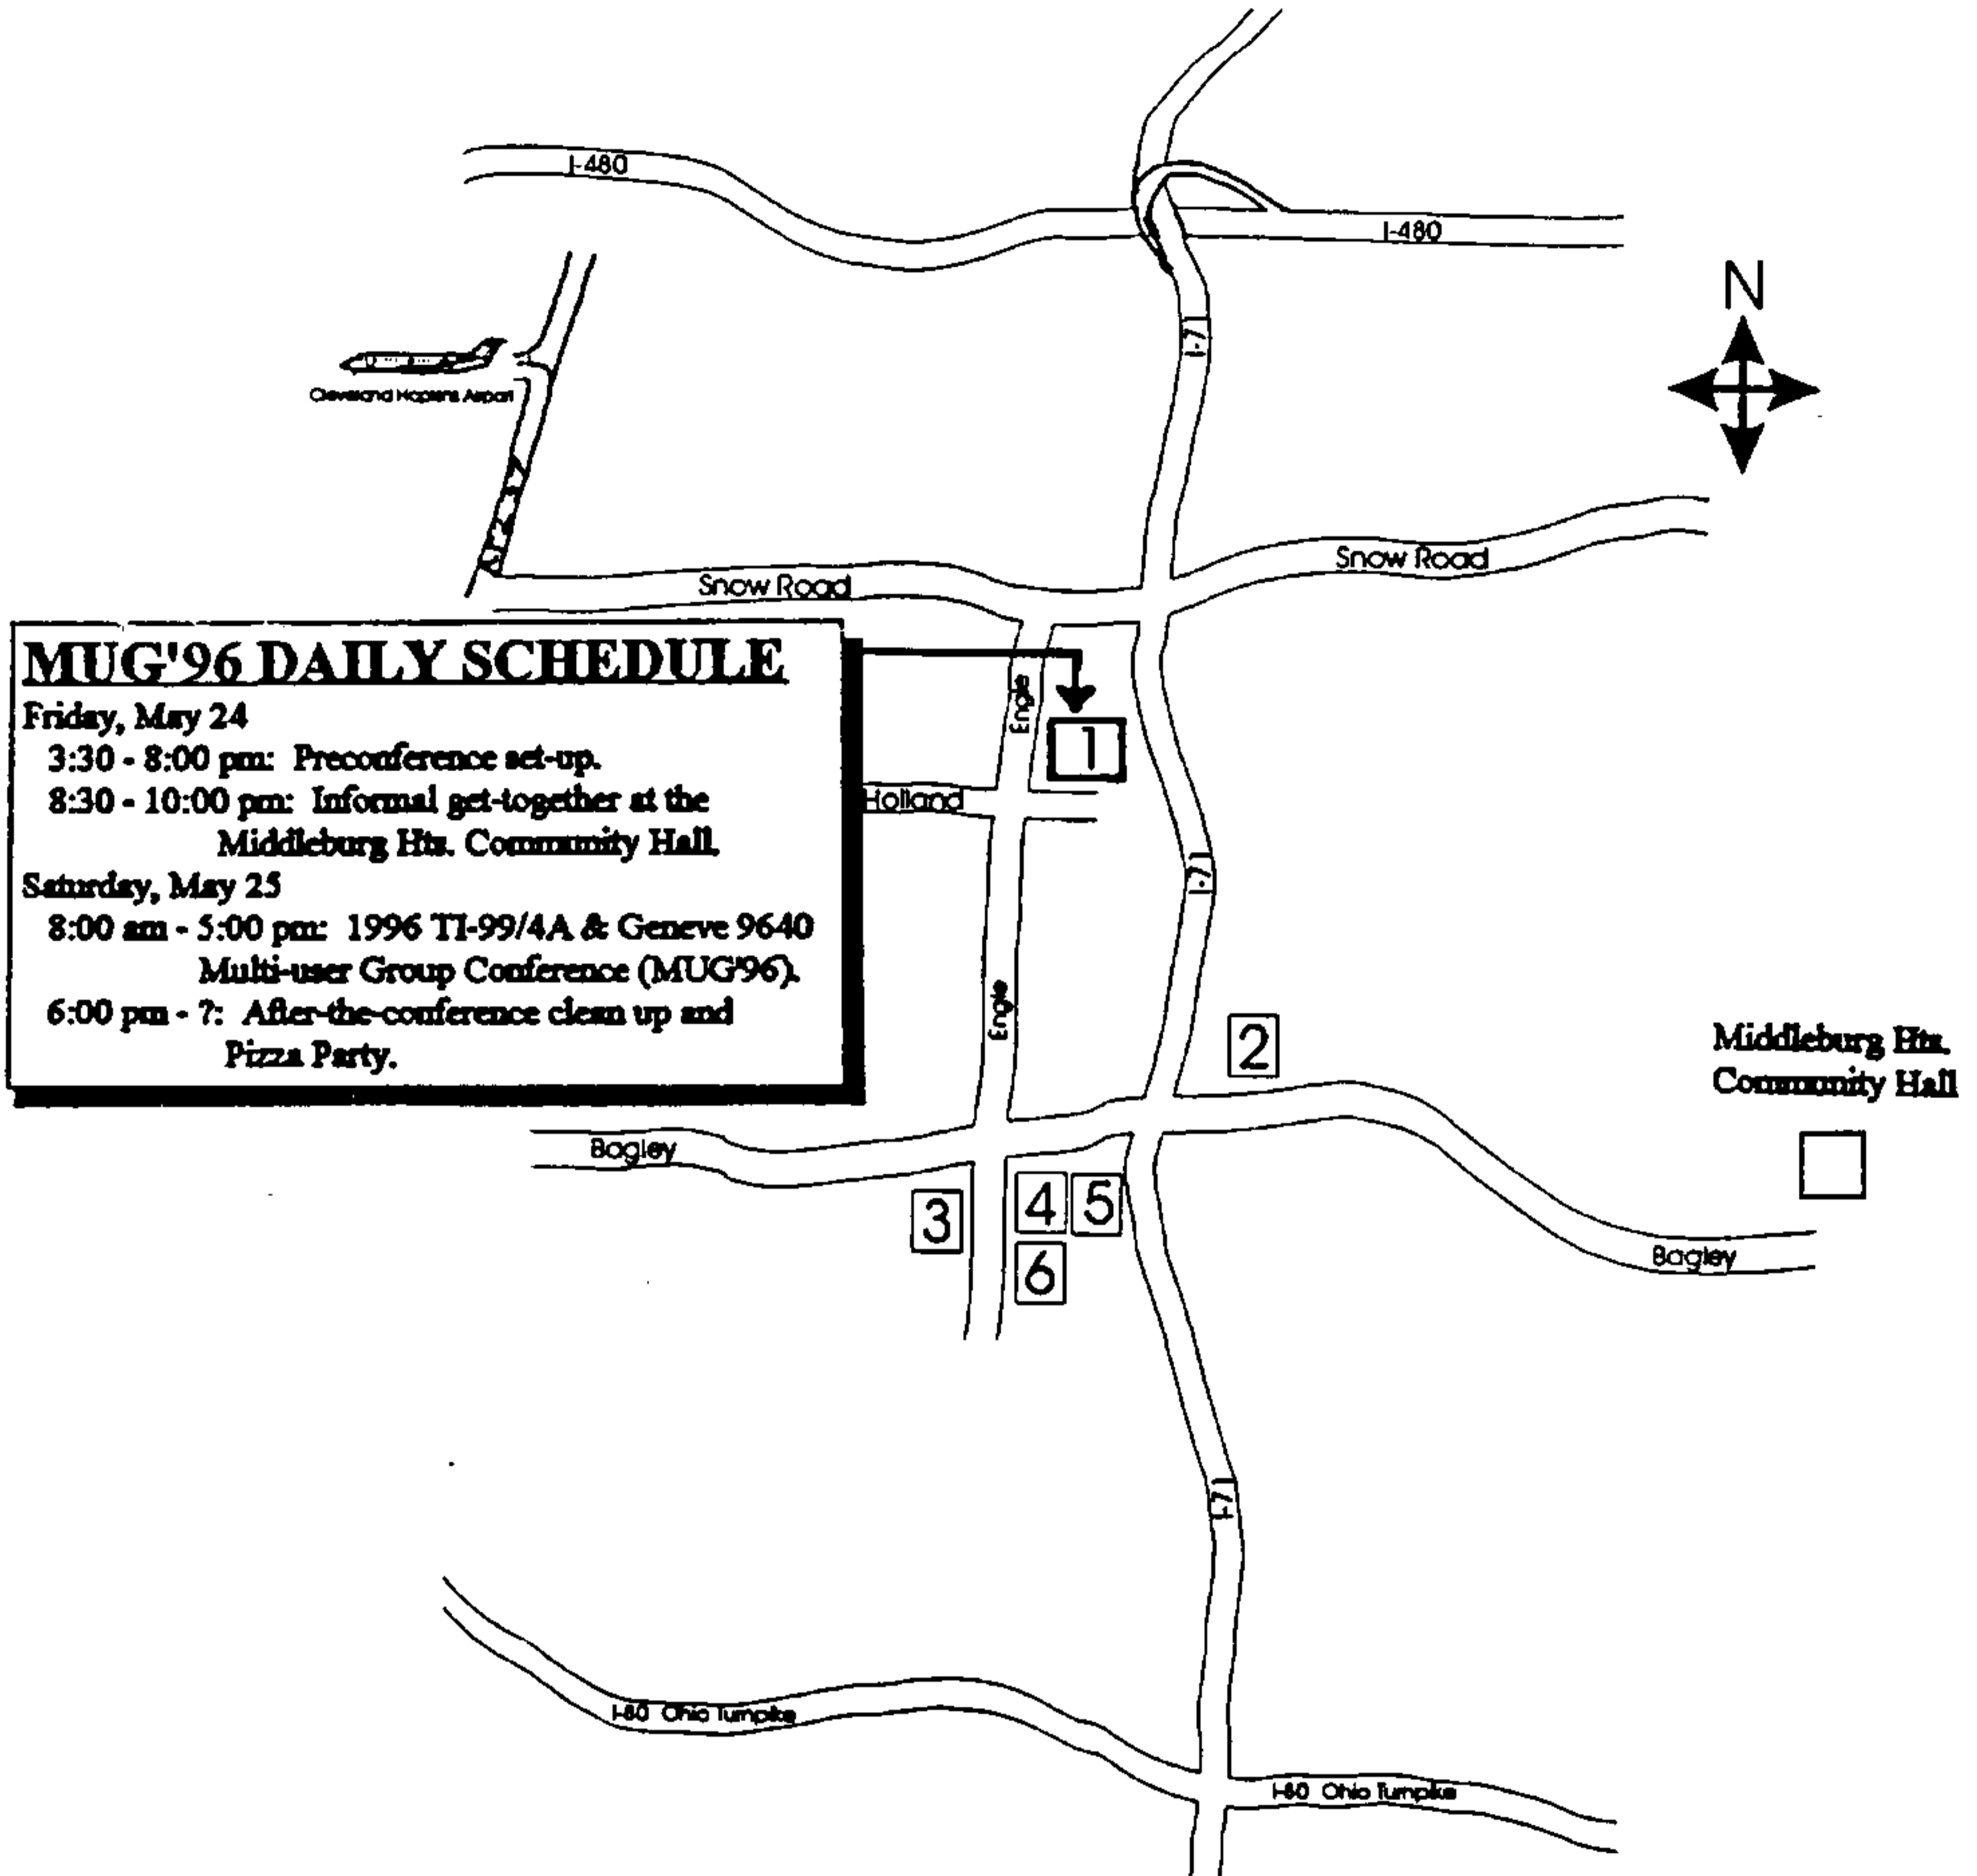 I-480
I-480
N
I-71
Cleveland Hopkins Airport
Snow Road
Snow Road
MUG'96 DAILY SCHEDULE
Friday, May 24
3:30 - 8:00 pm: Preconference set-up.
8:30 - 10:00 pm: Informal get-together at the
Middleburg Hts. Community Hall.
Saturday, May 25
8:00 am - 5:00 pm: 1996 TI-99/4A & Geneve 9640
Multi-user Group Conference (MUG'96).
6:00 pm - ?: After-the-conference clean up and
Pizza Party.
Engle
1
Holland
I-71
Engle
2
Middleburg Hts.
Community Hall
Bagley
3
4
5
6
Bagley
I-71
I-80 Ohio Turnpike
I-80 Ohio Turnpike